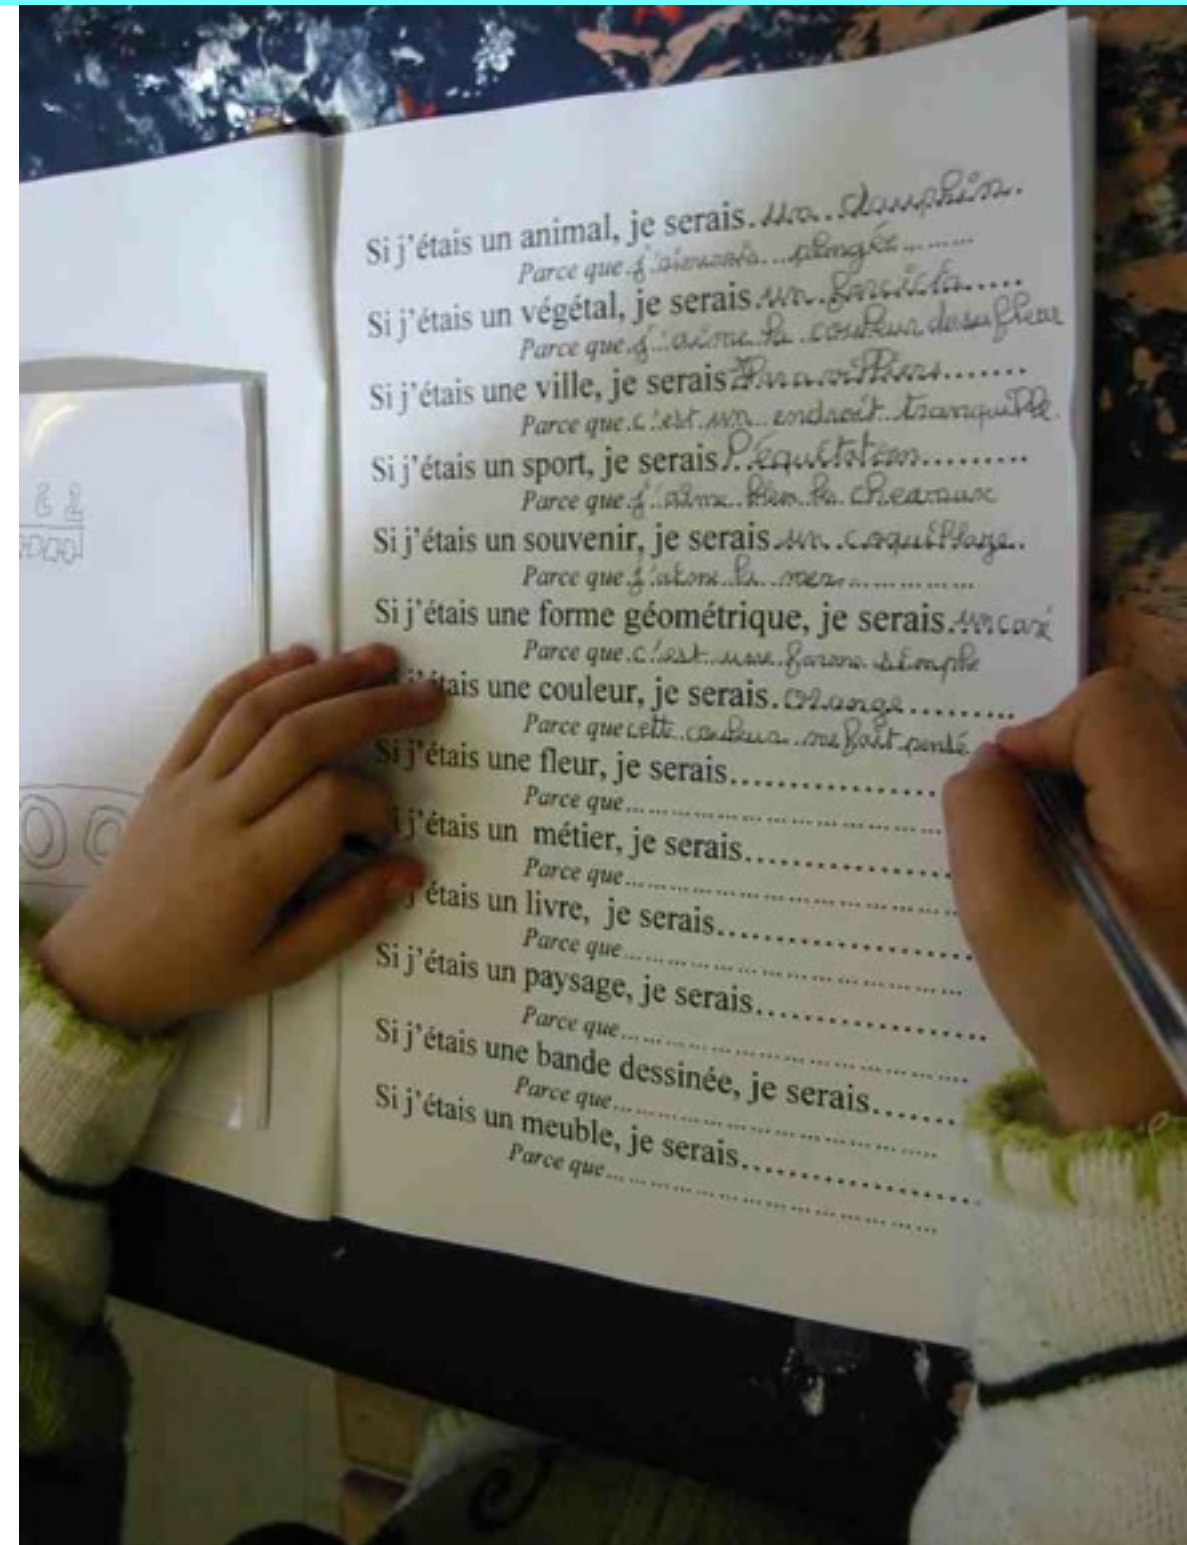 Si j'étais un animal, je serais un dauphin.
Parce que j'aimerais plongée
Si j'étais un végétal, je serais un
Parce que j'aime la couleur de sa fleur
Si j'étais une ville, je serais
Parce que c'est un endroit tranquille.
Si j'étais un sport, je serais l'équitation
Parce que j'aime bien les cheavaux
Si j'étais un souvenir, je serais un coquillage.
Parce que j'aime la mer
Si j'étais une forme géométrique, je serais un caré
Parce que c'est une forme simple
j'étais une couleur, je serais. orange
Parce que cette couleur me fait pensé
Si j'étais une fleur, je serais
Parce que
j'étais un métier, je serais
Parce que
j'étais un livre, je serais
Parce que
Si j'étais un paysage, je serais
Parce que
Si j'étais une bande dessinée, je serais
Parce que
Si j'étais un meuble, je serais
Parce que